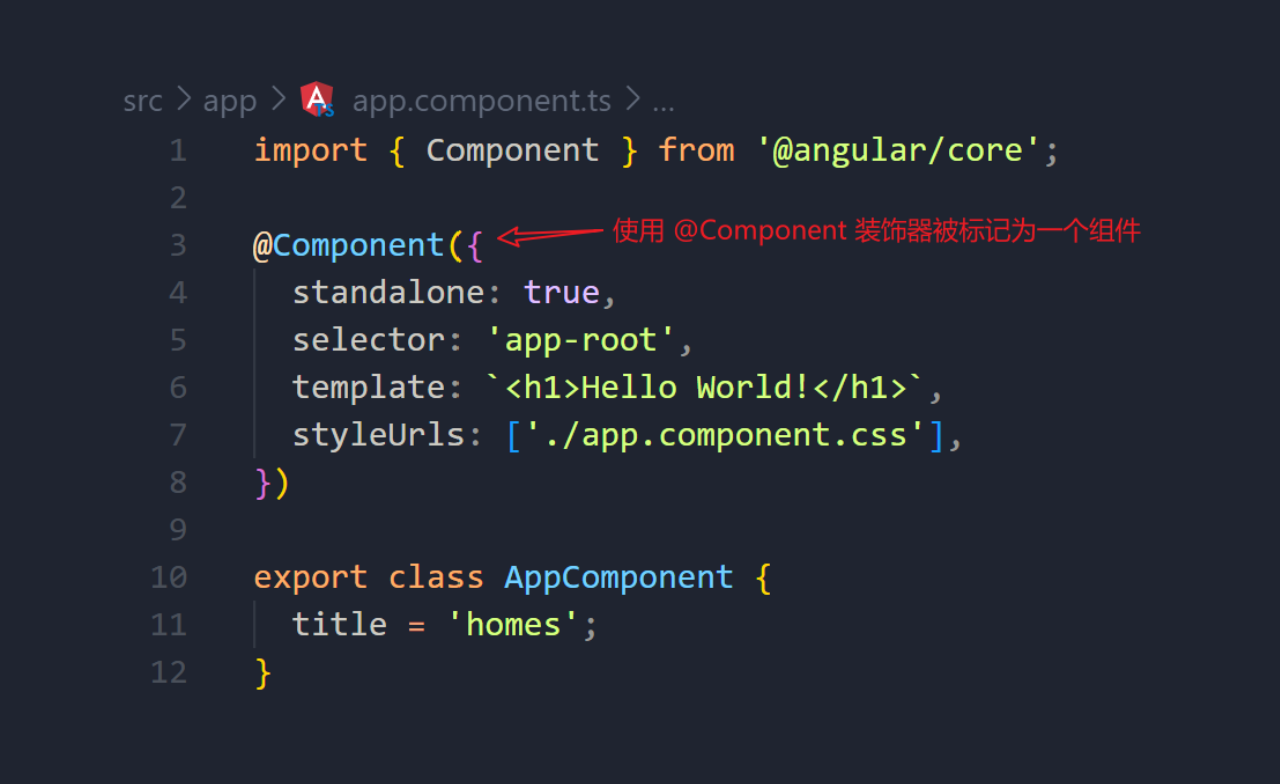 src > app > app.component.ts > ...
1 import { Component } from '@angular/core';
2
3 @Component({ 使用 @Component 装饰器被标记为一个组件
4 standalone: true,
5 selector: 'app-root',
6 template: `<h1>Hello World!</h1>`,
7 styleUrls: ['./app.component.css'],
8 })
9
10 export class AppComponent {
11 title = 'homes';
12 }